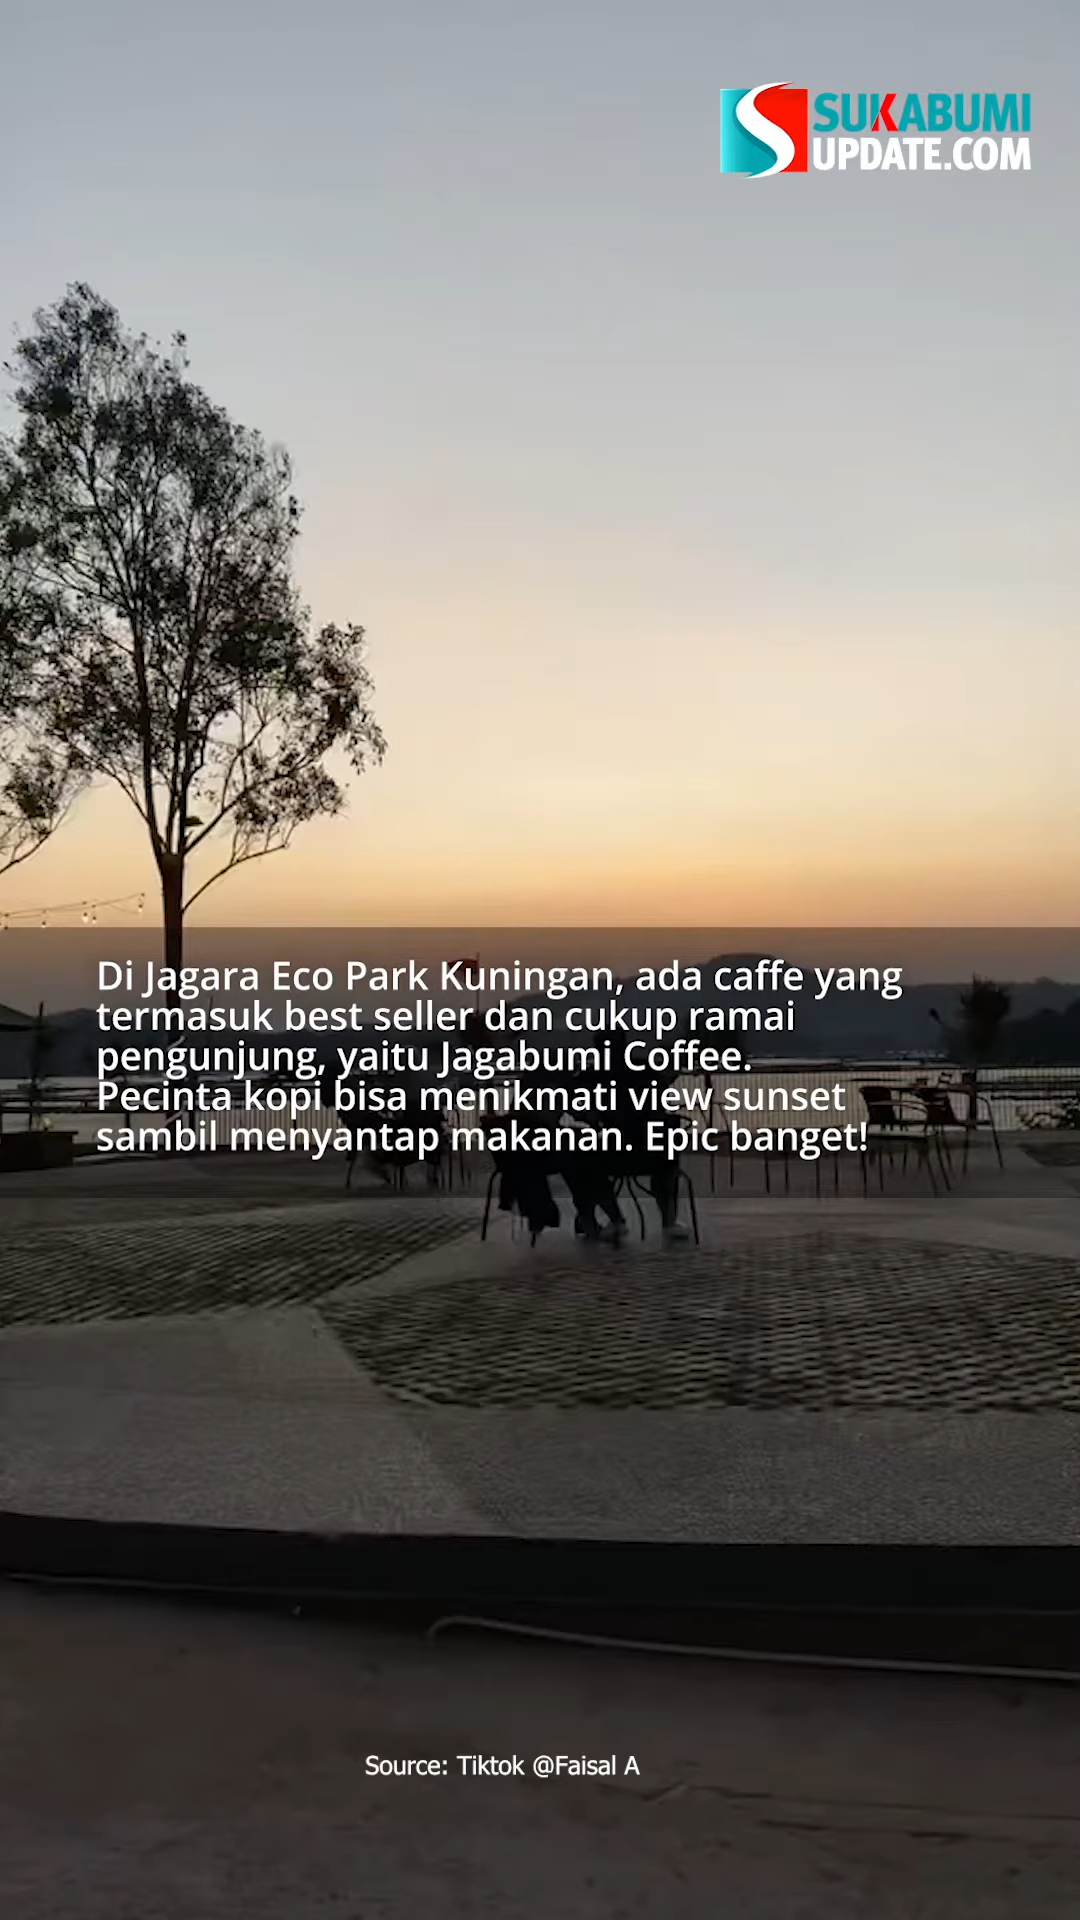 SUKABUMI
UPDATE.COM
Di Jagara Eco Park Kuningan, ada caffe yang
termasuk best seller dan cukup ramai
pengunjung, yaitu Jagabumi Coffee.
Pecinta kopi bisa menikmati view sunset
sambil menyantap makanan. Epic banget!
Source: Tiktok @Faisal A